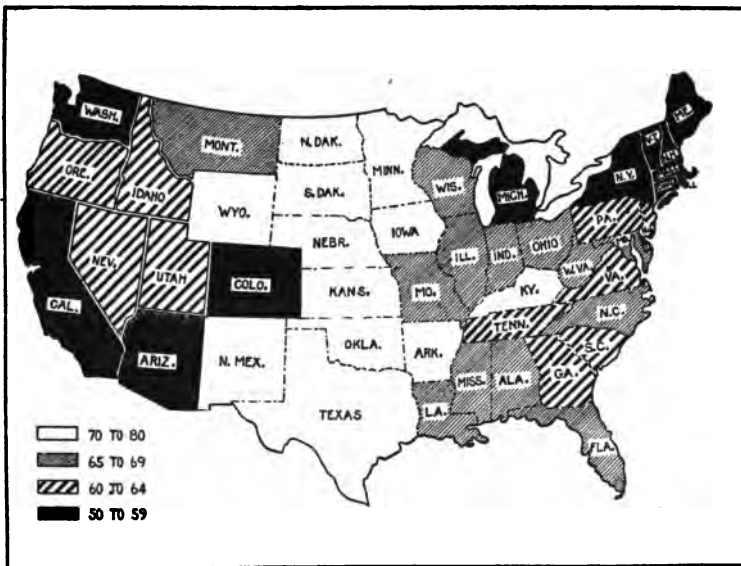 WASH.
MONT.
N. DAK.
MINN.
ORE.
IDAHO
WYO.
S. DAK.
WIS.
MICH.
N.Y.
VT.
N.H.
ME.
NEV.
UTAH
COLO.
NEBR.
IOWA
ILL.
IND.
OHIO
PA.
CAL.
KANS.
MO.
KY.
W.VA.
VA.
ARIZ.
N. MEX.
OKLA.
ARK.
TENN.
N.C.
S.C.
TEXAS
LA.
MISS.
ALA.
GA.
FLA.
70 TO 80
65 TO 69
60 TO 64
50 TO 59